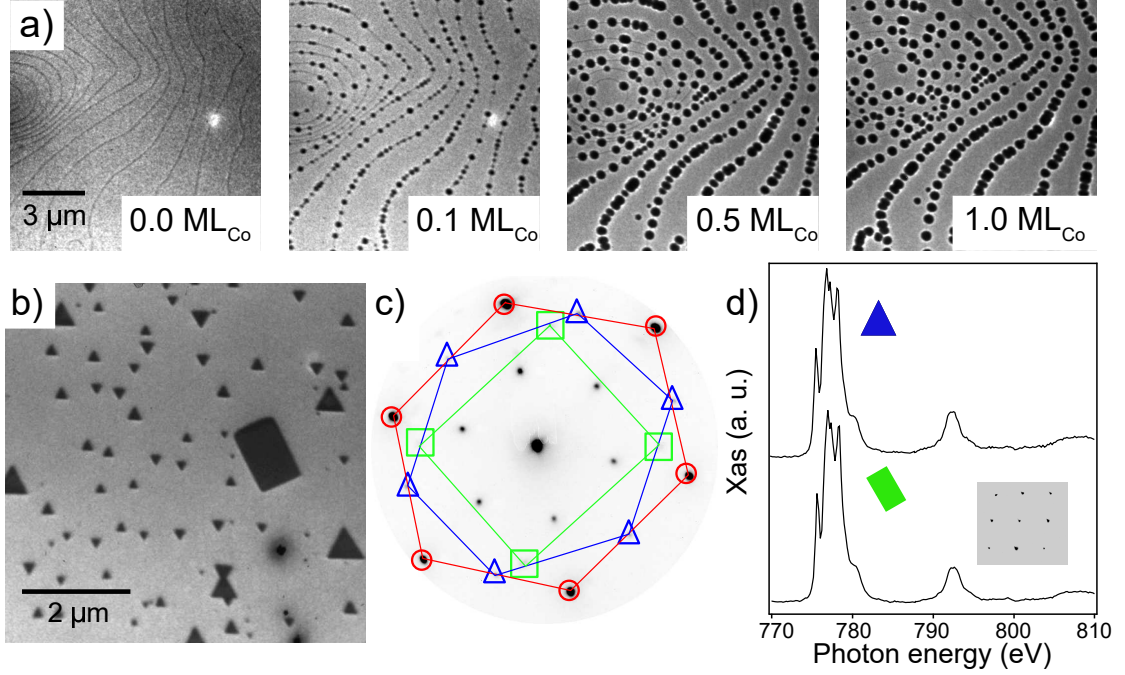 a)
3 µm
0.0 ML_Co
0.1 ML_Co
0.5 ML_Co
1.0 ML_Co
b)
2 µm
c)
d)
Xas (a. u.)
770 780 790 800 810
Photon energy (eV)